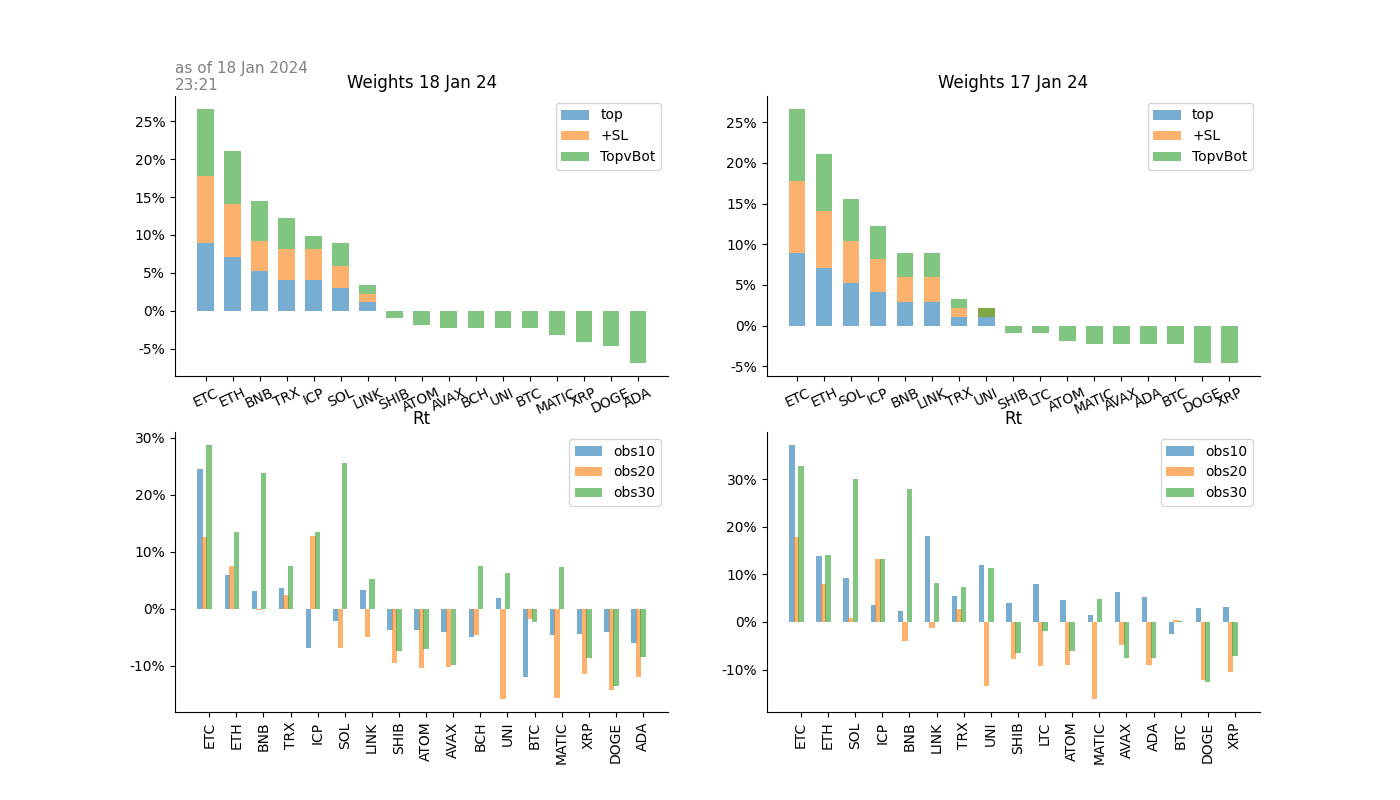 as of 18 Jan 2024
23:21
Weights 18 Jan 24
25%
20%
15%
10%
5%
0%
-5%
top
+SL
TopvBot
ETC ETH BNB TRX ICP SOL LINK SHIB ATOM AVAX BCH UNI BTC MATIC XRP DOGE ADA
Weights 17 Jan 24
25%
20%
15%
10%
5%
0%
-5%
top
+SL
TopvBot
ETC ETH SOL ICP BNB LINK TRX UNI SHIB LTC ATOM MATIC AVAX ADA BTC DOGE XRP
Rt
30%
20%
10%
0%
-10%
obs10
obs20
obs30
ETC ETH BNB TRX ICP SOL LINK SHIB ATOM AVAX BCH UNI BTC MATIC XRP DOGE ADA
Rt
30%
20%
10%
0%
-10%
obs10
obs20
obs30
ETC ETH SOL ICP BNB LINK TRX UNI SHIB LTC ATOM MATIC AVAX ADA BTC DOGE XRP